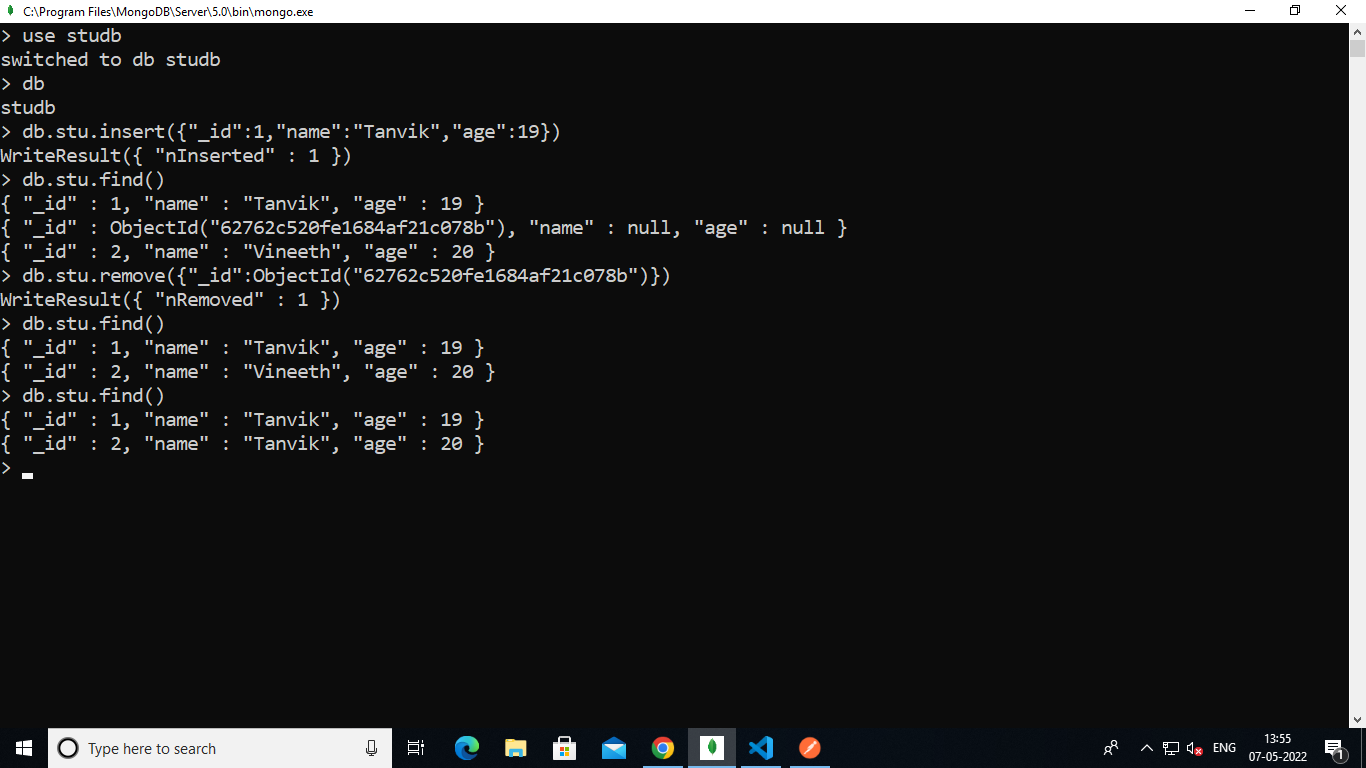 C:\Program Files\MongoDB\Server\5.0\bin\mongo.exe
> use studb
switched to db studb
> db
studb
> db.stu.insert({"_id":1,"name":"Tanvik","age":19})
WriteResult({ "nInserted" : 1 })
> db.stu.find()
{ "_id" : 1, "name" : "Tanvik", "age" : 19 }
{ "_id" : ObjectId("62762c520fe1684af21c078b"), "name" : null, "age" : null }
{ "_id" : 2, "name" : "Vineeth", "age" : 20 }
> db.stu.remove({"_id":ObjectId("62762c520fe1684af21c078b")})
WriteResult({ "nRemoved" : 1 })
> db.stu.find()
{ "_id" : 1, "name" : "Tanvik", "age" : 19 }
{ "_id" : 2, "name" : "Vineeth", "age" : 20 }
> db.stu.find()
{ "_id" : 1, "name" : "Tanvik", "age" : 19 }
{ "_id" : 2, "name" : "Tanvik", "age" : 20 }
>
Type here to search
ENG
13:55
07-05-2022
1